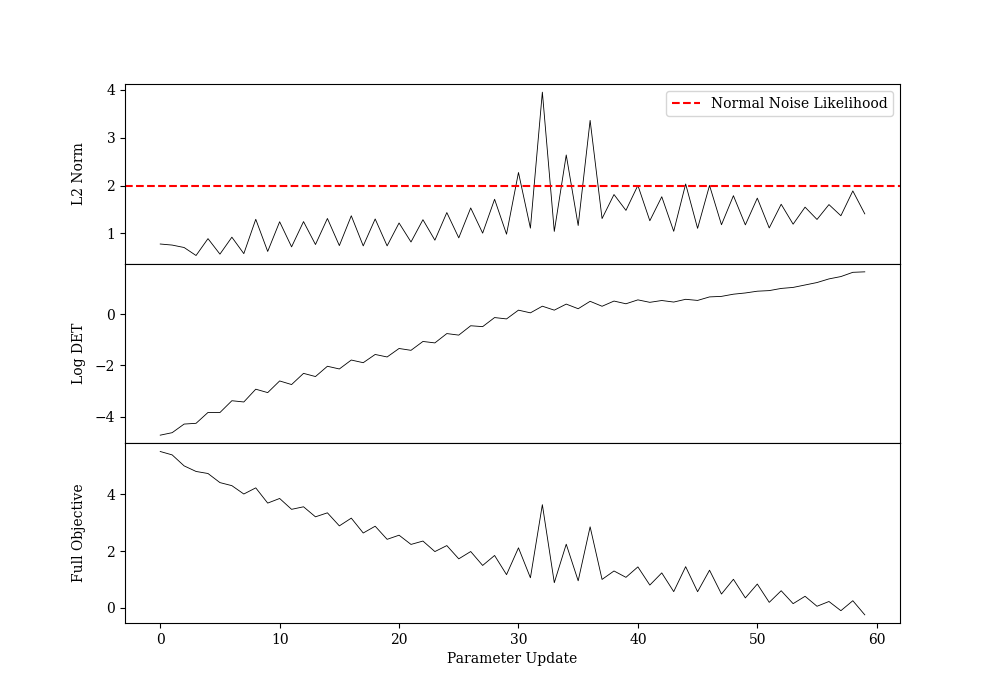 4
3
2
1
L2 Norm
Normal Noise Likelihood
0
−2
−4
Log DET
4
2
0
Full Objective
0 10 20 30 40 50 60
Parameter Update